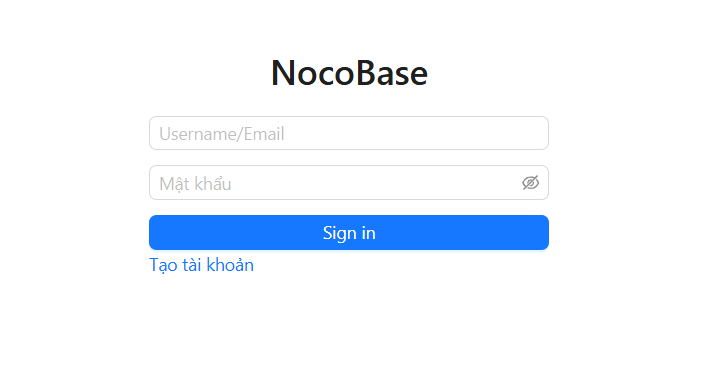 NocoBase
Username/Email
Mật khẩu
Sign in
Tạo tài khoản